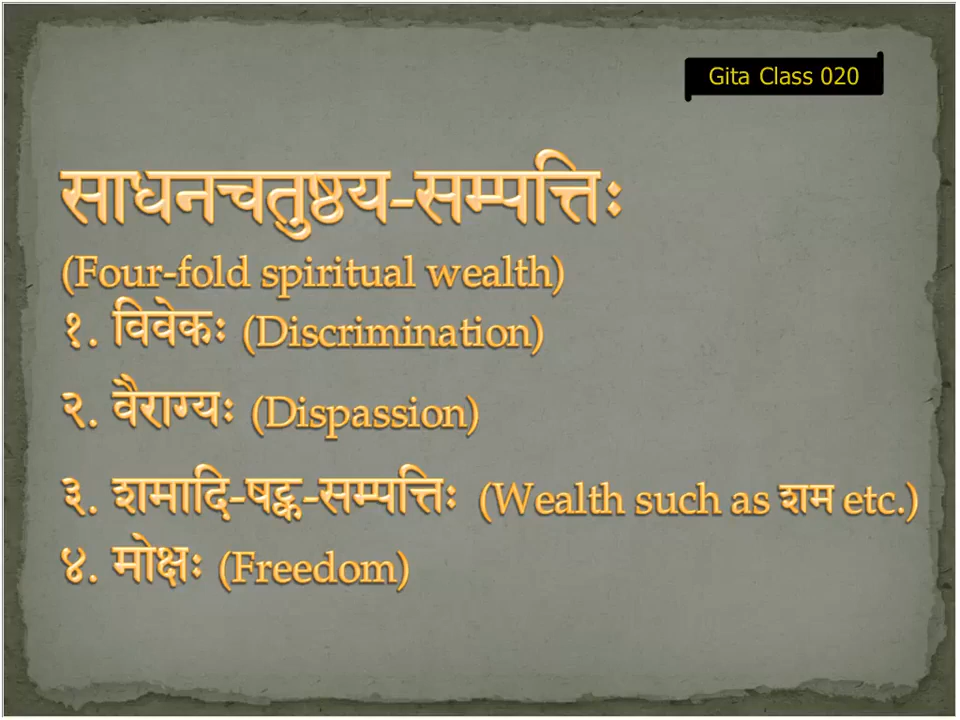 Gita Class 020
साधनचतुष्ठय-सम्पत्तिः
(Four-fold spiritual wealth)
१. विवेकः (Discrimination)
२. वैराग्यः (Dispassion)
३. शमादि-षट्क-सम्पत्तिः (Wealth such as शम etc.)
४. मोक्षः (Freedom)